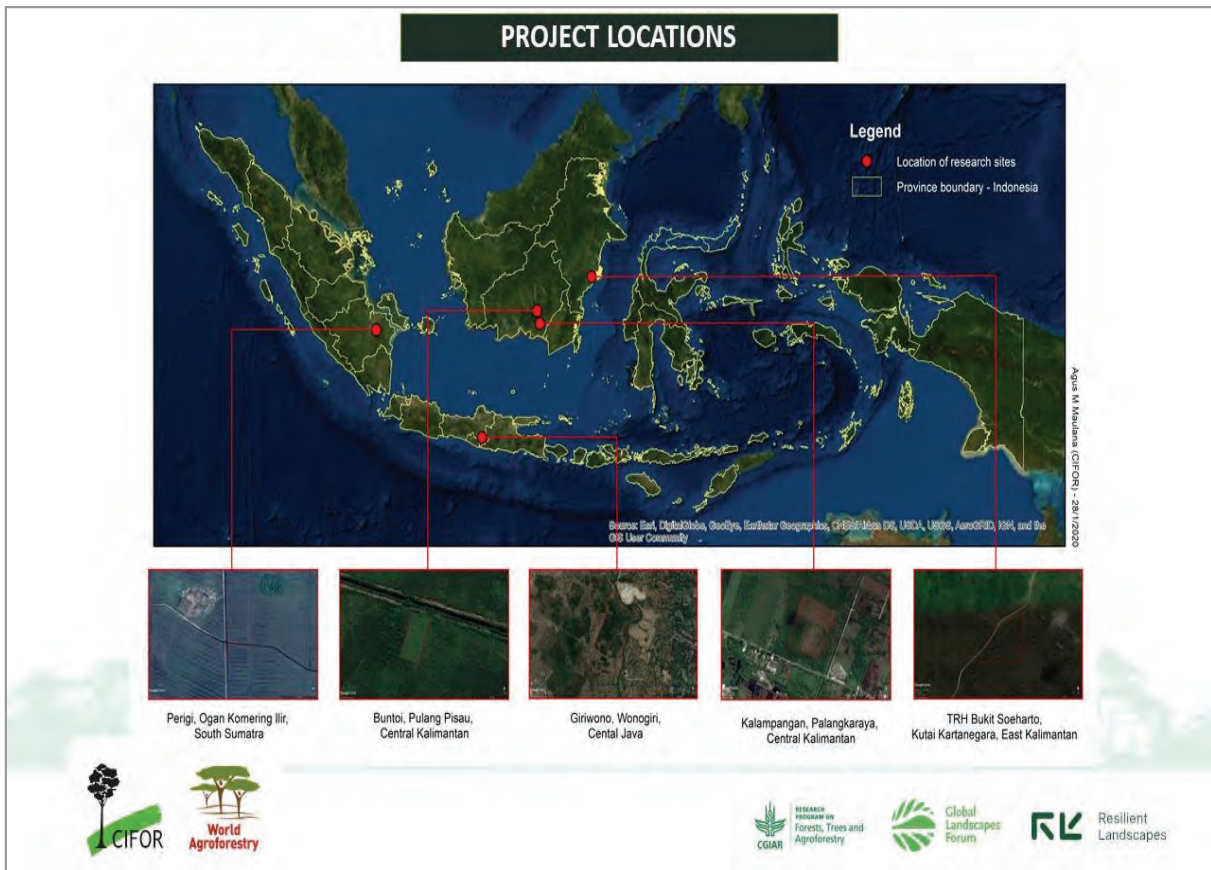 PROJECT LOCATIONS
Legend
Location of research sites
Province boundary - Indonesia
Agus M Maulana (CIFOR) - 28/1/2020
Source: Esri, DigitalGlobe, GeoEye, Earthstar Geographics, CNES/Airbus DS, USDA, USGS, AeroGRID, IGN, and the
GIS User Community
Perigi, Ogan Komering Ilir,
South Sumatra
Buntoi, Pulang Pisau,
Central Kalimantan
Giriwono, Wonogiri,
Cental Java
Kalampangan, Palangkaraya,
Central Kalimantan
TRH Bukit Soeharto,
Kutai Kartanegara, East Kalimantan
CIFOR
World
Agroforestry
CGIAR
RESEARCH
PROGRAM ON
Forests, Trees and
Agroforestry
Global
Landscapes
Forum
Resilient
Landscapes